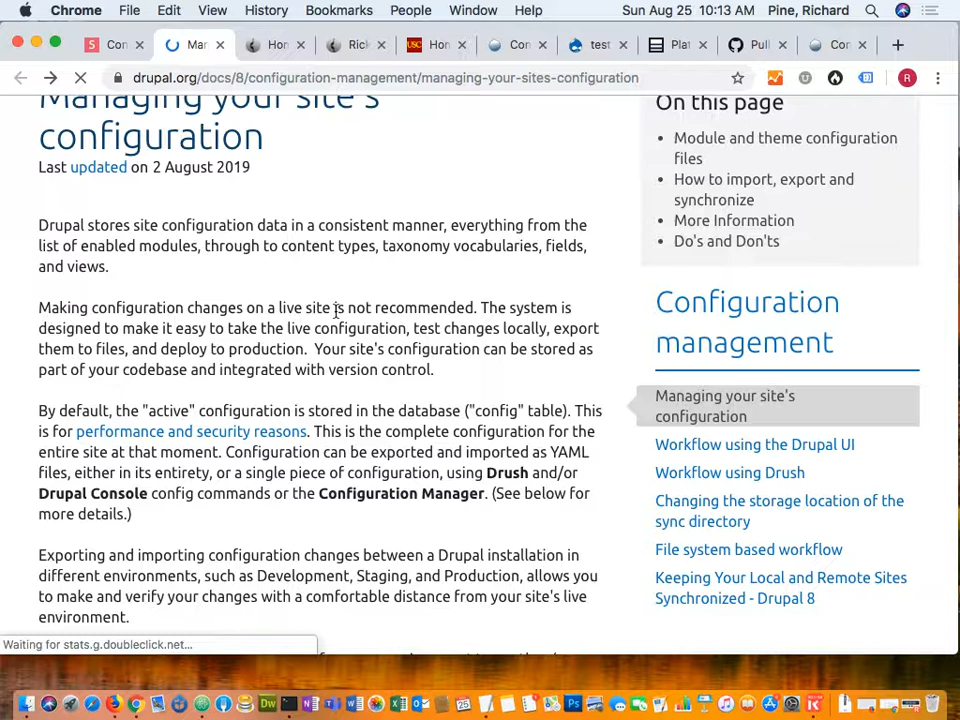 Chrome File Edit View History Bookmarks People Window Help Sun Aug 25 10:13 AM Pine, Richard
Con Mar Hon Rick Hon Con test Plat Pull Con
drupal.org/docs/8/configuration-management/managing-your-sites-configuration
Managing your site's
configuration
Last updated on 2 August 2019
Drupal stores site configuration data in a consistent manner, everything from the
list of enabled modules, through to content types, taxonomy vocabularies, fields,
and views.
Making configuration changes on a live site is not recommended. The system is
designed to make it easy to take the live configuration, test changes locally, export
them to files, and deploy to production. Your site's configuration can be stored as
part of your codebase and integrated with version control.
By default, the "active" configuration is stored in the database ("config" table). This
is for performance and security reasons. This is the complete configuration for the
entire site at that moment. Configuration can be exported and imported as YAML
files, either in its entirety, or a single piece of configuration, using Drush and/or
Drupal Console config commands or the Configuration Manager. (See below for
more details.)
Exporting and importing configuration changes between a Drupal installation in
different environments, such as Development, Staging, and Production, allows you
to make and verify your changes with a comfortable distance from your site's live
environment.
On this page
Module and theme configuration
files
How to import, export and
synchronize
More Information
Do's and Don'ts
Configuration
management
Managing your site's
configuration
Workflow using the Drupal UI
Workflow using Drush
Changing the storage location of the
sync directory
File system based workflow
Keeping Your Local and Remote Sites
Synchronized - Drupal 8
Waiting for stats.g.doubleclick.net...